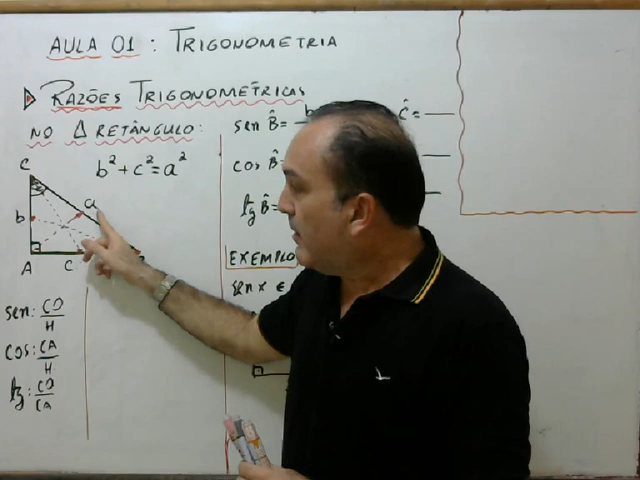 AULA 01: TRIGONOMETRIA
RAZÕES TRIGONOMÉTRICAS
NO Δ RETÂNGULO:
b² + c² = a²
C
a
b
A
c
sen: CO/H
cos: CA/H
tg: CO/CA
sen B̂ = b
cos B̂ =
tg B̂ =
Ĉ =
EXEMPLO
sen x e